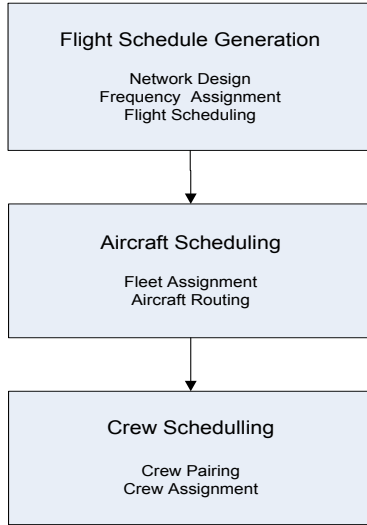 Flight Schedule Generation
Network Design
Frequency Assignment
Flight Scheduling
Aircraft Scheduling
Fleet Assignment
Aircraft Routing
Crew Schedulling
Crew Pairing
Crew Assignment